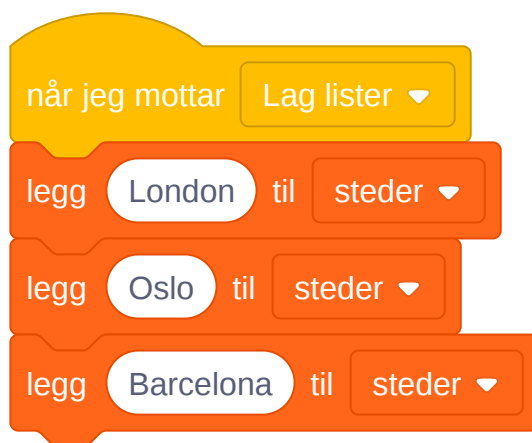 når jeg mottar Lag lister
legg London til steder
legg Oslo til steder
legg Barcelona til steder